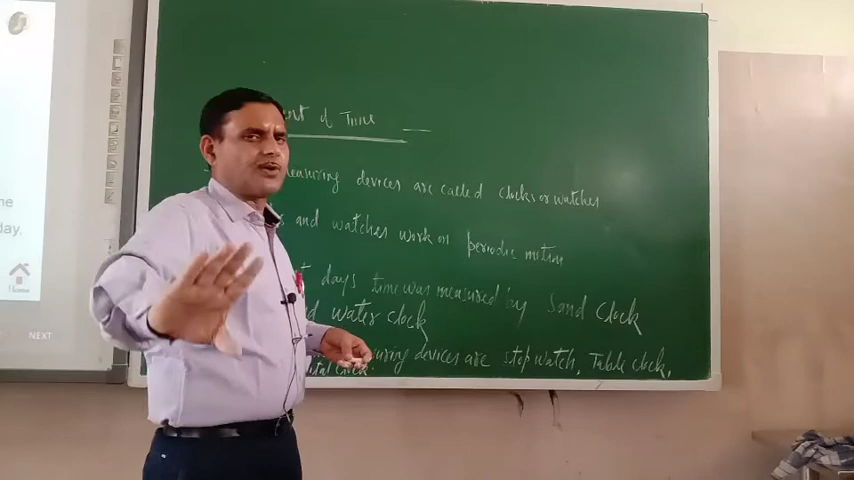 of Time
measuring devices are called clocks or watches
and watches work on periodic motion
days time was measured by Sand Clock
water clock
devices are stop watch, Table clock,
clock
day).
HOME
NEXT